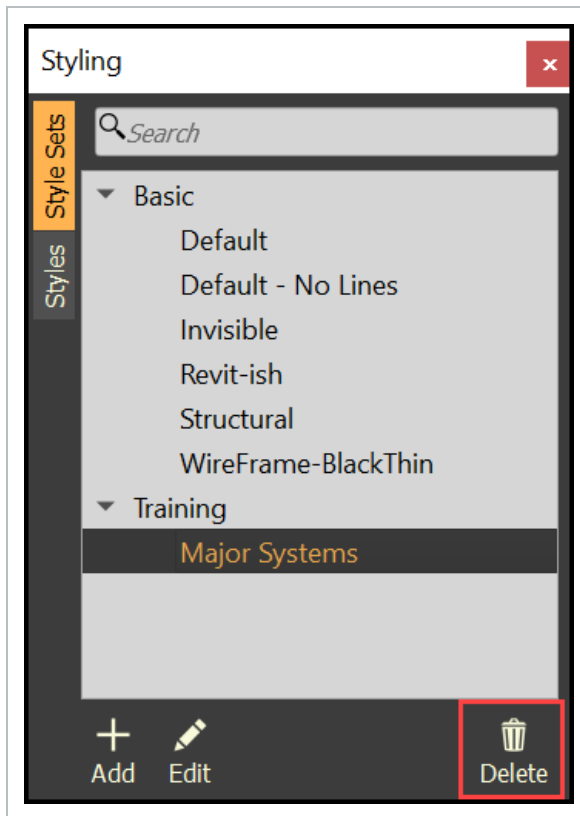 Styling
x
Style Sets
Styles
Search
Basic
Default
Default - No Lines
Invisible
Revit-ish
Structural
WireFrame-BlackThin
Training
Major Systems
Add
Edit
Delete